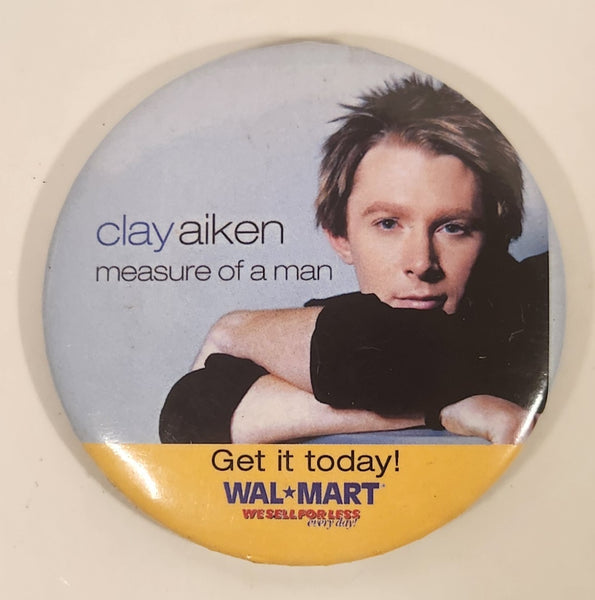 clayaiken
measure of a man
Get it today!
WAL★MART®
WE SELL FOR LESS
every day!